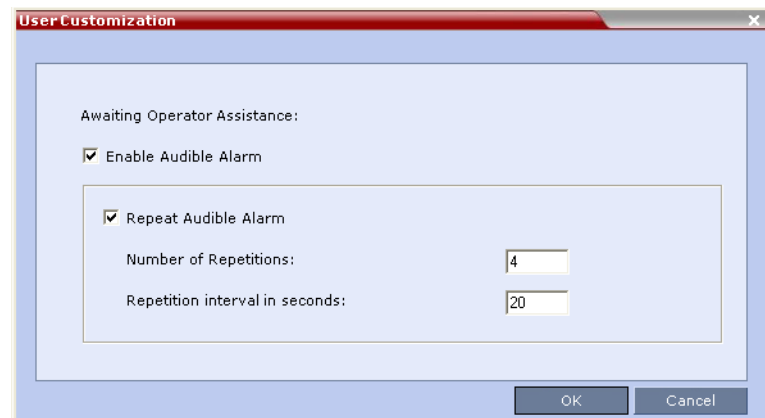 User Customization
Awaiting Operator Assistance:
Enable Audible Alarm
Repeat Audible Alarm
Number of Repetitions: 4
Repetition interval in seconds: 20
OK Cancel